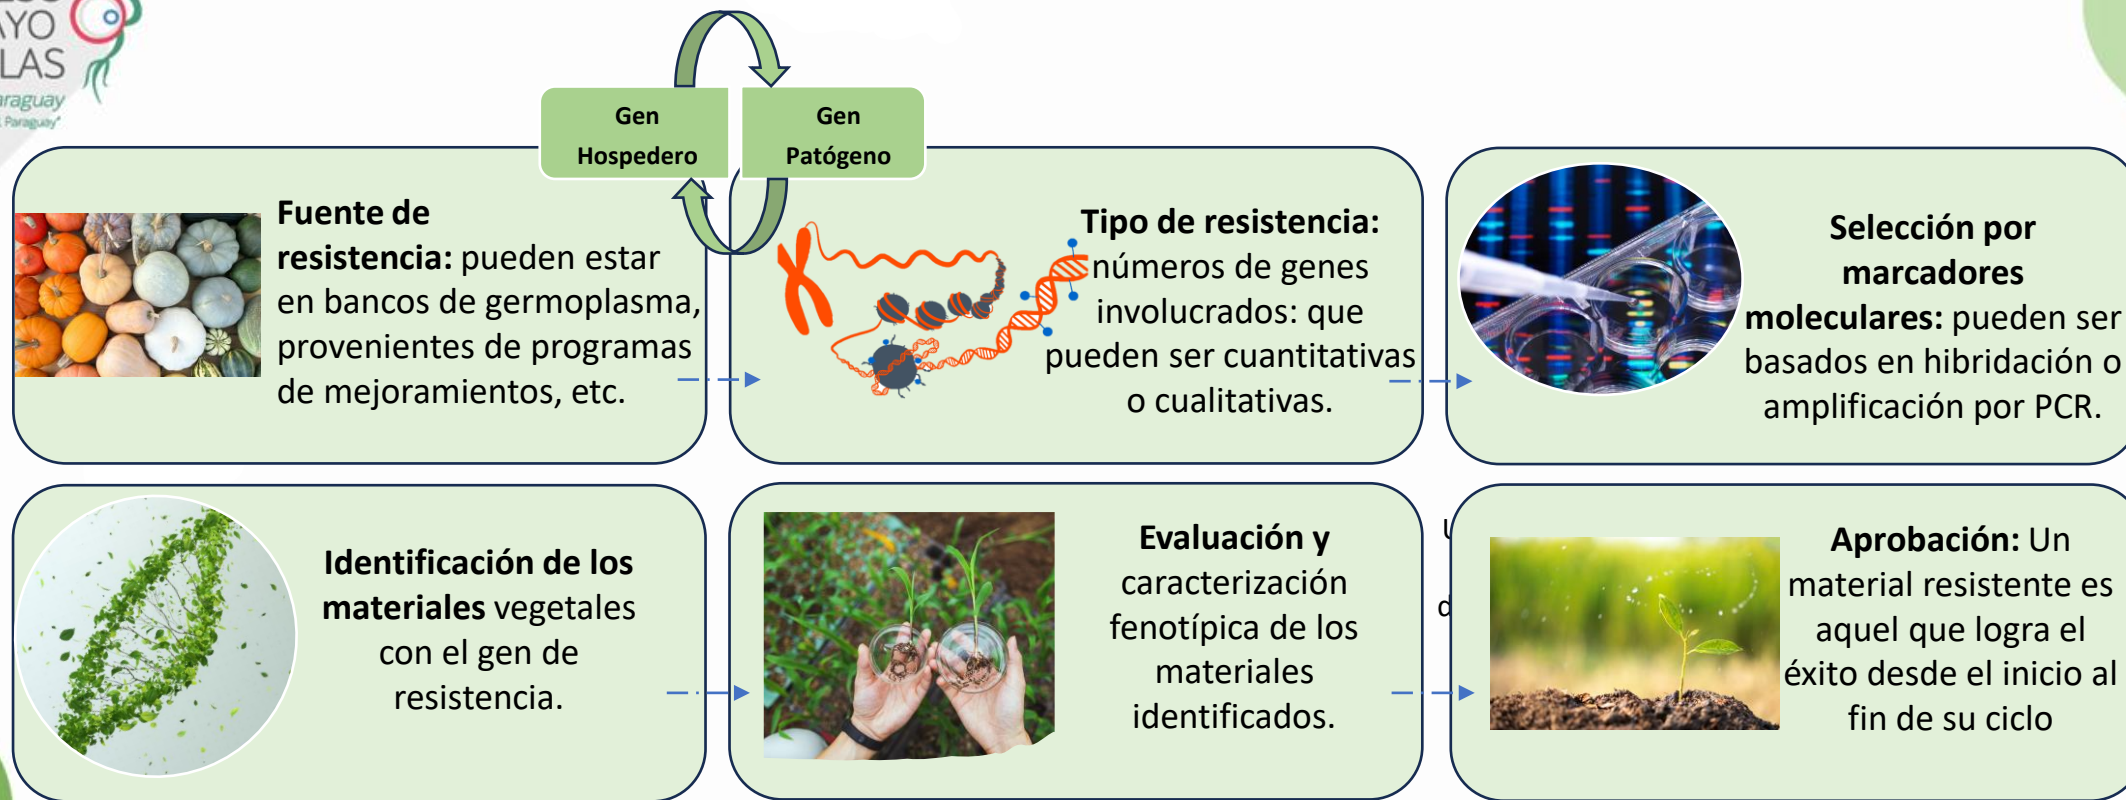 AYO
LAS
araguay
Paraguay"
Gen
Hospedero
Gen
Patógeno
Fuente de
resistencia: pueden estar
en bancos de germoplasma,
provenientes de programas
de mejoramientos, etc.
Tipo de resistencia:
números de genes
involucrados: que
pueden ser cuantitativas
o cualitativas.
Selección por
marcadores
moleculares: pueden ser
basados en hibridación o
amplificación por PCR.
Identificación de los
materiales vegetales
con el gen de
resistencia.
Evaluación y
caracterización
fenotípica de los
materiales
identificados.
Aprobación: Un
material resistente es
aquel que logra el
éxito desde el inicio al
fin de su ciclo